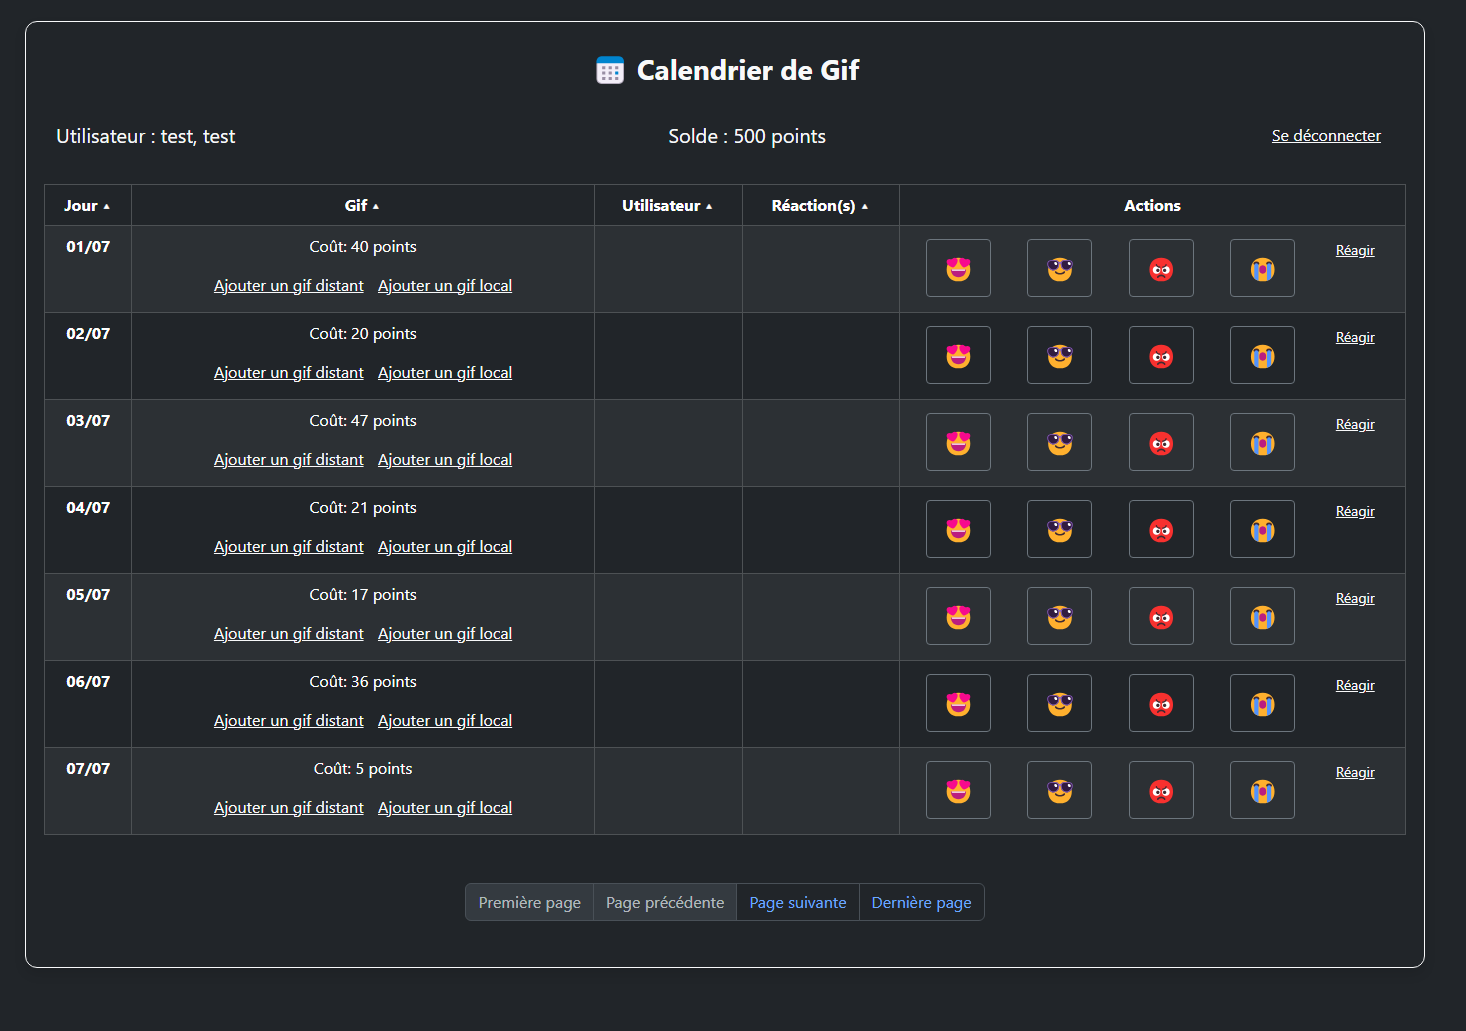 Calendrier de Gif
Utilisateur : test, test Solde : 500 points Se déconnecter
Jour ▲ Gif ▲ Utilisateur ▲ Réaction(s) ▲ Actions
01/07 Coût: 40 points Réagir
Ajouter un gif distant Ajouter un gif local
02/07 Coût: 20 points Réagir
Ajouter un gif distant Ajouter un gif local
03/07 Coût: 47 points Réagir
Ajouter un gif distant Ajouter un gif local
04/07 Coût: 21 points Réagir
Ajouter un gif distant Ajouter un gif local
05/07 Coût: 17 points Réagir
Ajouter un gif distant Ajouter un gif local
06/07 Coût: 36 points Réagir
Ajouter un gif distant Ajouter un gif local
07/07 Coût: 5 points Réagir
Ajouter un gif distant Ajouter un gif local
Première page Page précédente Page suivante Dernière page